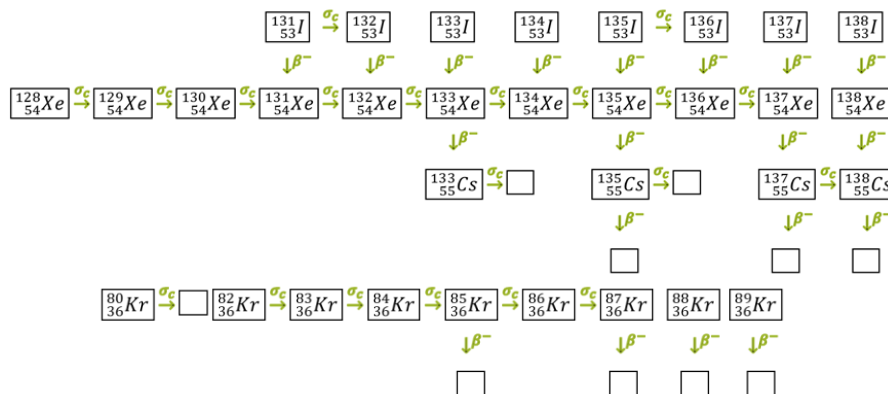 ¹³¹₅₃I σc → ¹³²₅₃I ¹³³₅₃I ¹³⁴₅₃I ¹³⁵₅₃I σc → ¹³⁶₅₃I ¹³⁷₅₃I ¹³⁸₅₃I
↓β⁻ ↓β⁻ ↓β⁻ ↓β⁻ ↓β⁻ ↓β⁻ ↓β⁻ ↓β⁻
¹²⁸₅₄Xe σc → ¹²⁹₅₄Xe σc → ¹³⁰₅₄Xe σc → ¹³¹₅₄Xe σc → ¹³²₅₄Xe σc → ¹³³₅₄Xe σc → ¹³⁴₅₄Xe σc → ¹³⁵₅₄Xe σc → ¹³⁶₅₄Xe σc → ¹³⁷₅₄Xe ¹³⁸₅₄Xe
↓β⁻ ↓β⁻ ↓β⁻ ↓β⁻
¹³³₅₅Cs σc → ¹³⁵₅₅Cs σc → ¹³⁷₅₅Cs σc → ¹³⁸₅₅Cs
↓β⁻ ↓β⁻ ↓β⁻
⁸⁰₃₆Kr σc → ⁸²₃₆Kr σc → ⁸³₃₆Kr σc → ⁸⁴₃₆Kr σc → ⁸⁵₃₆Kr σc → ⁸⁶₃₆Kr σc → ⁸⁷₃₆Kr ⁸⁸₃₆Kr ⁸⁹₃₆Kr
↓β⁻ ↓β⁻ ↓β⁻ ↓β⁻